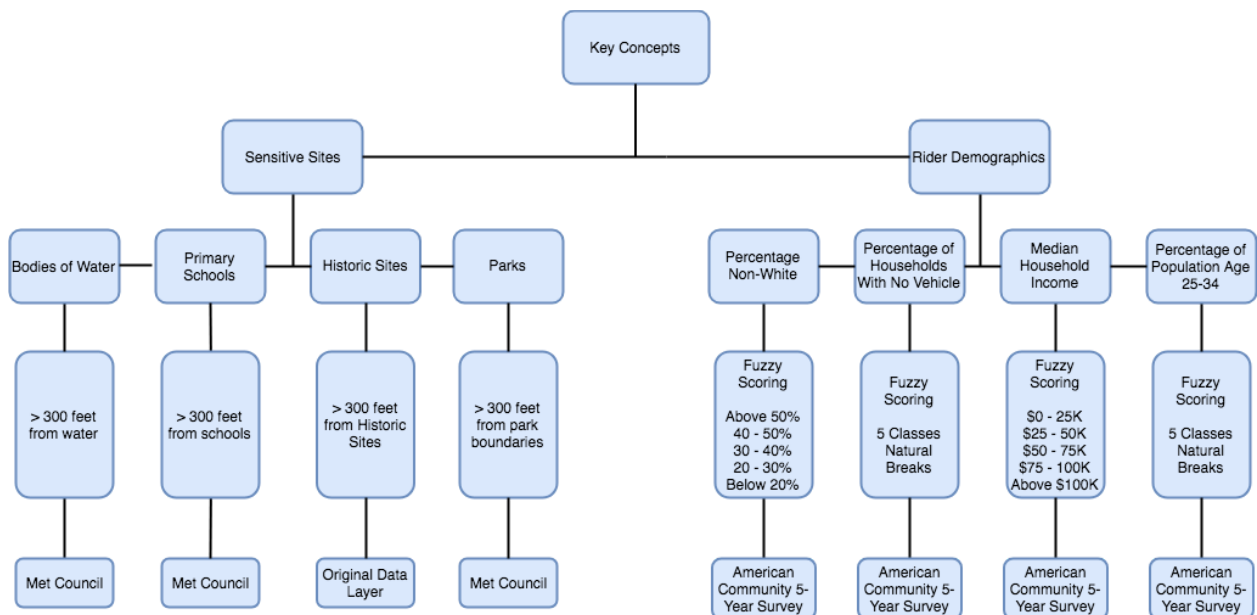 Key Concepts
Sensitive Sites
Rider Demographics
Bodies of Water
Primary
Schools
Historic Sites
Parks
Percentage
Non-White
Percentage of
Households
With No Vehicle
Median
Household
Income
Percentage of
Population Age
25-34
> 300 feet
from water
> 300 feet
from schools
> 300 feet
from Historic
Sites
> 300 feet
from park
boundaries
Fuzzy
Scoring
Above 50%
40 - 50%
30 - 40%
20 - 30%
Below 20%
Fuzzy
Scoring
5 Classes
Natural
Breaks
Fuzzy
Scoring
$0 - 25K
$25 - 50K
$50 - 75K
$75 - 100K
Above $100K
Fuzzy
Scoring
5 Classes
Natural
Breaks
Met Council
Met Council
Original Data
Layer
Met Council
American
Community 5-
Year Survey
American
Community 5-
Year Survey
American
Community 5-
Year Survey
American
Community 5-
Year Survey